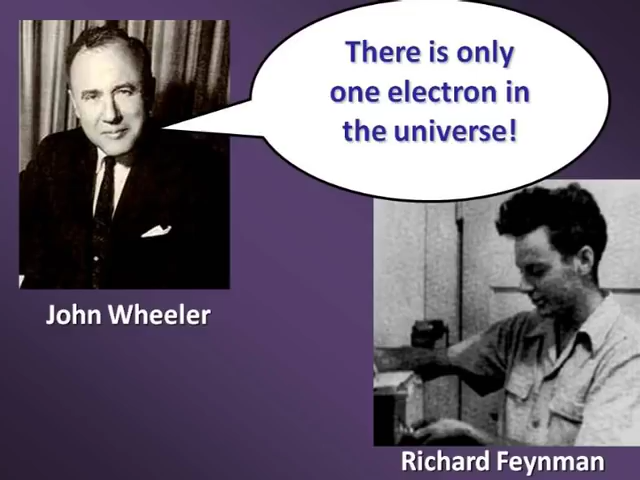 There is only
one electron in
the universe!
John Wheeler
Richard Feynman